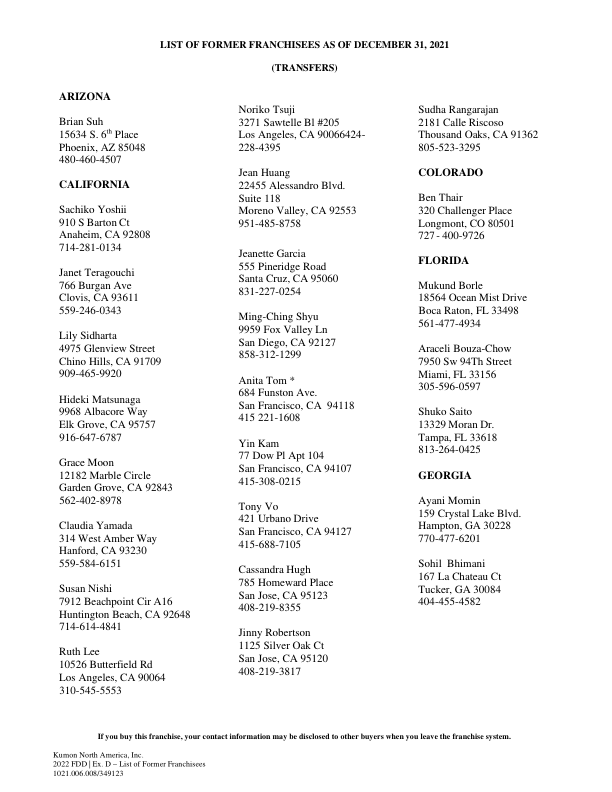 LIST OF FORMER FRANCHISEES AS OF DECEMBER 31, 2021
(TRANSFERS)
ARIZONA
Brian Suh
15634 S. 6th Place
Phoenix, AZ 85048
480-460-4507
CALIFORNIA
Sachiko Yoshii
910 S Barton Ct
Anaheim, CA 92808
714-281-0134
Janet Teragouchi
766 Burgan Ave
Clovis, CA 93611
559-246-0343
Lily Sidharta
4975 Glenview Street
Chino Hills, CA 91709
909-465-9920
Hideki Matsunaga
9968 Albacore Way
Elk Grove, CA 95757
916-647-6787
Grace Moon
12182 Marble Circle
Garden Grove, CA 92843
562-402-8978
Claudia Yamada
314 West Amber Way
Hanford, CA 93230
559-584-6151
Susan Nishi
7912 Beachpoint Cir A16
Huntington Beach, CA 92648
714-614-4841
Ruth Lee
10526 Butterfield Rd
Los Angeles, CA 90064
310-545-5553
Noriko Tsuji
3271 Sawtelle Bl #205
Los Angeles, CA 90066424-
228-4395
Jean Huang
22455 Alessandro Blvd.
Suite 118
Moreno Valley, CA 92553
951-485-8758
Jeanette Garcia
555 Pineridge Road
Santa Cruz, CA 95060
831-227-0254
Ming-Ching Shyu
9959 Fox Valley Ln
San Diego, CA 92127
858-312-1299
Anita Tom *
684 Funston Ave.
San Francisco, CA  94118
415 221-1608
Yin Kam
77 Dow Pl Apt 104
San Francisco, CA 94107
415-308-0215
Tony Vo
421 Urbano Drive
San Francisco, CA 94127
415-688-7105
Cassandra Hugh
785 Homeward Place
San Jose, CA 95123
408-219-8355
Jinny Robertson
1125 Silver Oak Ct
San Jose, CA 95120
408-219-3817
Sudha Rangarajan
2181 Calle Riscoso
Thousand Oaks, CA 91362
805-523-3295
COLORADO
Ben Thair
320 Challenger Place
Longmont, CO 80501
727- 400-9726
FLORIDA
Mukund Borle
18564 Ocean Mist Drive
Boca Raton, FL 33498
561-477-4934
Araceli Bouza-Chow
7950 Sw 94Th Street
Miami, FL 33156
305-596-0597
Shuko Saito
13329 Moran Dr.
Tampa, FL 33618
813-264-0425
GEORGIA
Ayani Momin
159 Crystal Lake Blvd.
Hampton, GA 30228
770-477-6201
Sohil  Bhimani
167 La Chateau Ct
Tucker, GA 30084
404-455-4582
If you buy this franchise, your contact information may be disclosed to other buyers when you leave the franchise system.
Kumon North America, Inc.
2022 FDD | Ex. D – List of Former Franchisees
1021.006.008/349123